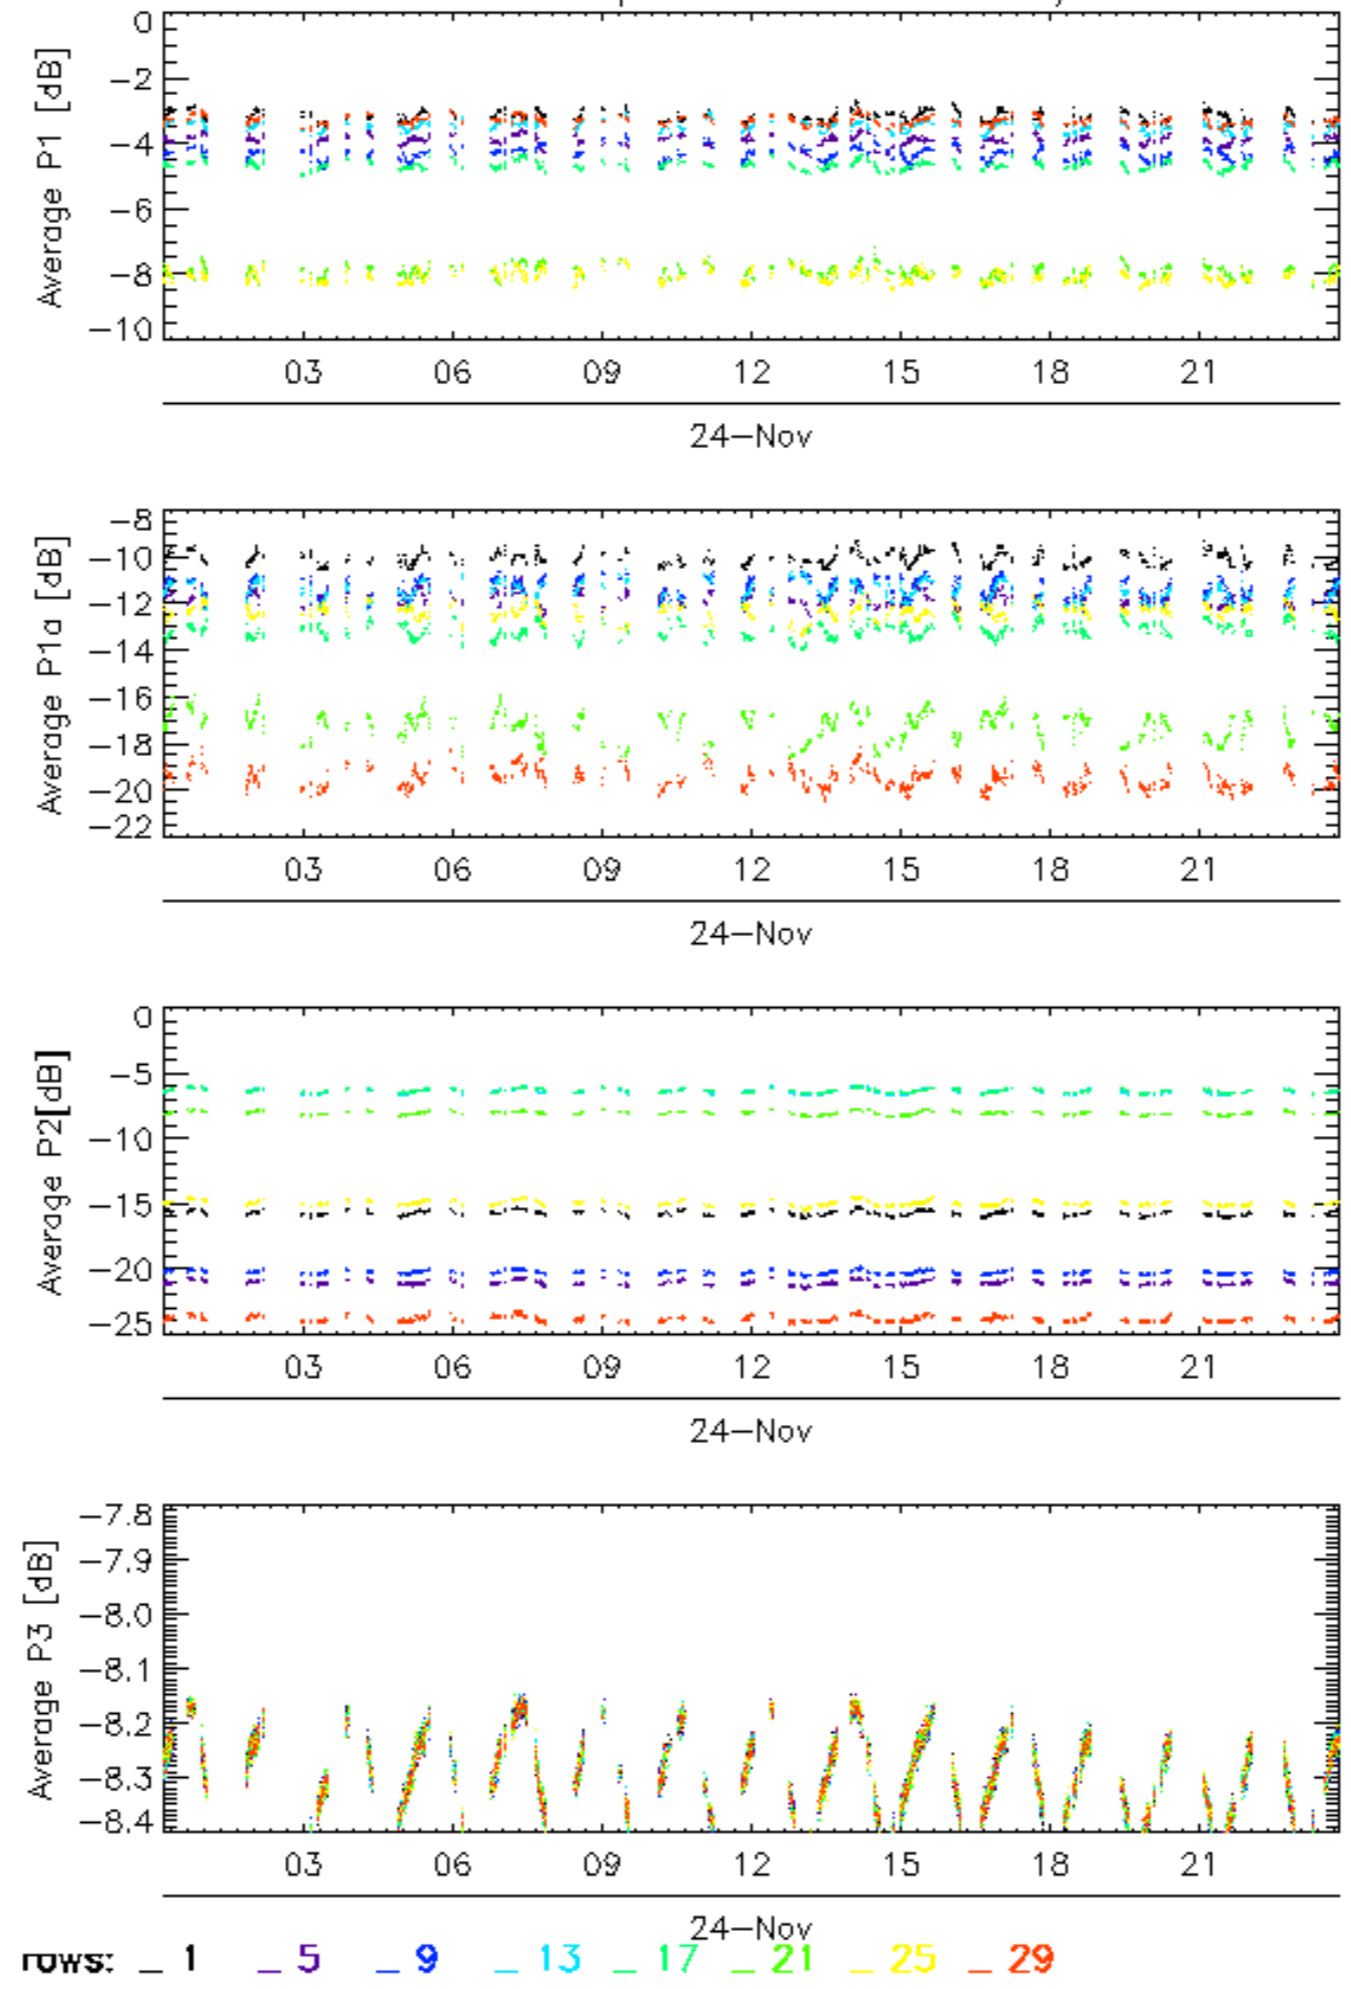 0
−2
−4
−6
−8
−10
Average P1 [dB]
03 06 09 12 15 18 21
24−Nov
−8
−10
−12
−14
−16
−18
−20
−22
Average P1a [dB]
03 06 09 12 15 18 21
24−Nov
0
−5
−10
−15
−20
−25
Average P2[dB]
03 06 09 12 15 18 21
24−Nov
−7.8
−7.9
−8.0
−8.1
−8.2
−8.3
−8.4
Average P3 [dB]
03 06 09 12 15 18 21
24−Nov
rows: _ 1 _ 5 _ 9 _ 13 _ 17 _ 21 _ 25 _ 29